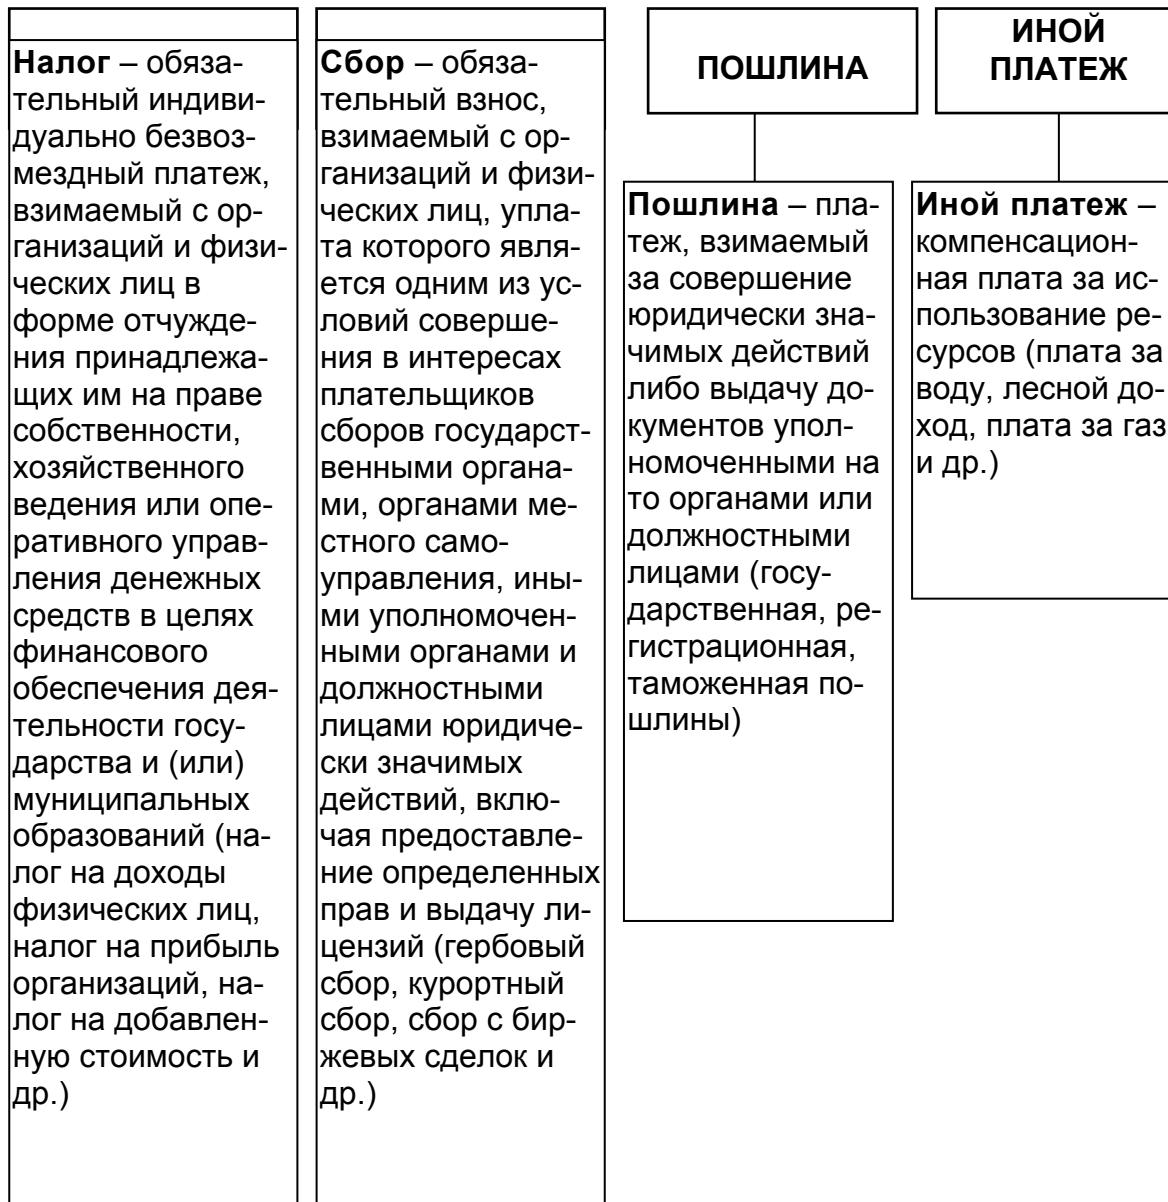 Налог – обяза-
тельный индиви-
дуально безвоз-
мездный платеж,
взимаемый с ор-
ганизаций и физи-
ческих лиц в
форме отчужде-
ния принадлежа-
щих им на праве
собственности,
хозяйственного
ведения или опе-
ративного управ-
ления денежных
средств в целях
финансового
обеспечения дея-
тельности госу-
дарства и (или)
муниципальных
образований (на-
лог на доходы
физических лиц,
налог на прибыль
организаций, на-
лог на добавлен-
ную стоимость и
др.)
Сбор – обяза-
тельный взнос,
взимаемый с ор-
ганизаций и физи-
ческих лиц, упла-
та которого явля-
ется одним из ус-
ловий соверше-
ния в интересах
плательщиков
сборов государст-
венными органа-
ми, органами ме-
стного само-
управления, ины-
ми уполномочен-
ными органами и
должностными
лицами юридиче-
ски значимых
действий, вклю-
чая предоставле-
ние определенных
прав и выдачу ли-
цензий (гербовый
сбор, курортный
сбор, сбор с бир-
жевых сделок и
др.)
ПОШЛИНА
Пошлина – пла-
теж, взимаемый
за совершение
юридически зна-
чимых действий
либо выдачу до-
кументов упол-
номоченными на
то органами или
должностными
лицами (госу-
дарственная, ре-
гистрационная,
таможенная по-
шлины)
ИНОЙ
ПЛАТЕЖ
Иной платеж –
компенсацион-
ная плата за ис-
пользование ре-
сурсов (плата за
воду, лесной до-
ход, плата за газ
и др.)